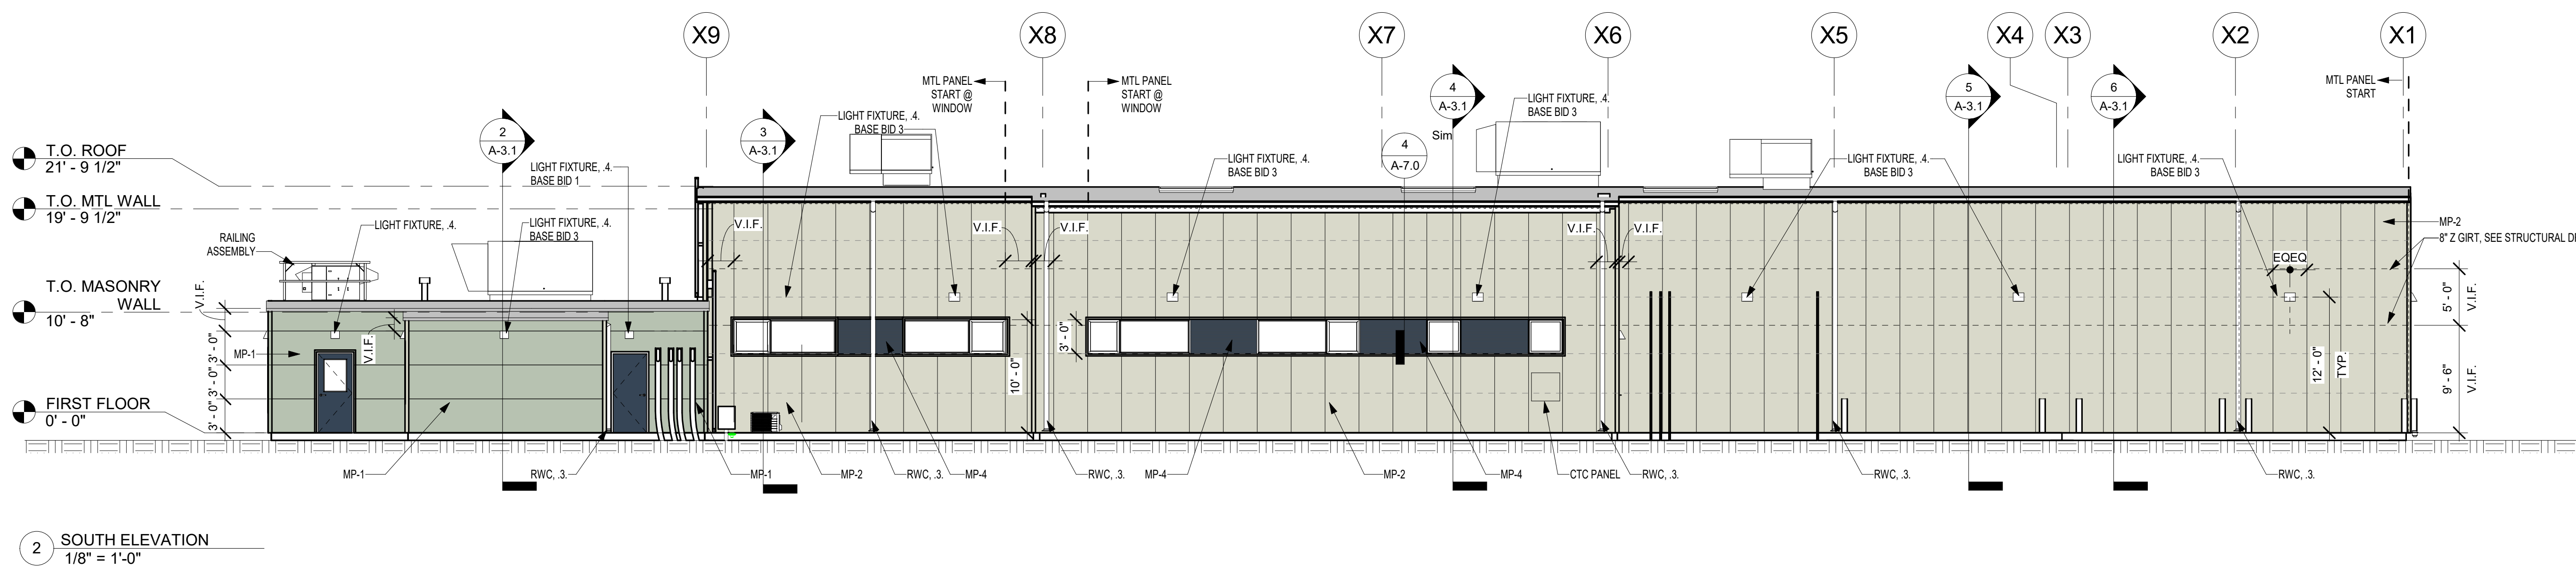 X9
X8
X7
X6
X5
X4
X3
X2
X1
MTL PANEL
START @
WINDOW
MTL PANEL
START @
WINDOW
MTL PANEL
START
2
A-3.1
3
A-3.1
4
A-3.1
Sim
4
A-7.0
5
A-3.1
6
A-3.1
T.O. ROOF
21' - 9 1/2"
T.O. MTL WALL
19' - 9 1/2"
T.O. MASONRY
WALL
10' - 8"
FIRST FLOOR
0' - 0"
LIGHT FIXTURE, .4.
BASE BID 1
LIGHT FIXTURE, .4.
LIGHT FIXTURE, .4.
BASE BID 3
RAILING
ASSEMBLY
LIGHT FIXTURE, .4.
BASE BID 3
LIGHT FIXTURE, .4.
BASE BID 3
LIGHT FIXTURE, .4.
BASE BID 3
LIGHT FIXTURE, .4.
BASE BID 3
LIGHT FIXTURE, .4.
BASE BID 3
V.I.F.
V.I.F.
V.I.F.
V.I.F.
V.I.F.
V.I.F.
V.I.F.
MP-2
8" Z GIRT, SEE STRUCTURAL D
EQEQ
5' - 0"
V.I.F.
9' - 6"
V.I.F.
12' - 0"
TYP.
3' - 0"
3' - 0"
3' - 0"
MP-1
10' - 0"
3' - 0"
MP-1
RWC, .3.
MP-1
MP-2
RWC, .3.
MP-4
RWC, .3.
MP-4
MP-2
MP-4
CTC PANEL
RWC, .3.
RWC, .3.
RWC, .3.
2
SOUTH ELEVATION
1/8" = 1'-0"